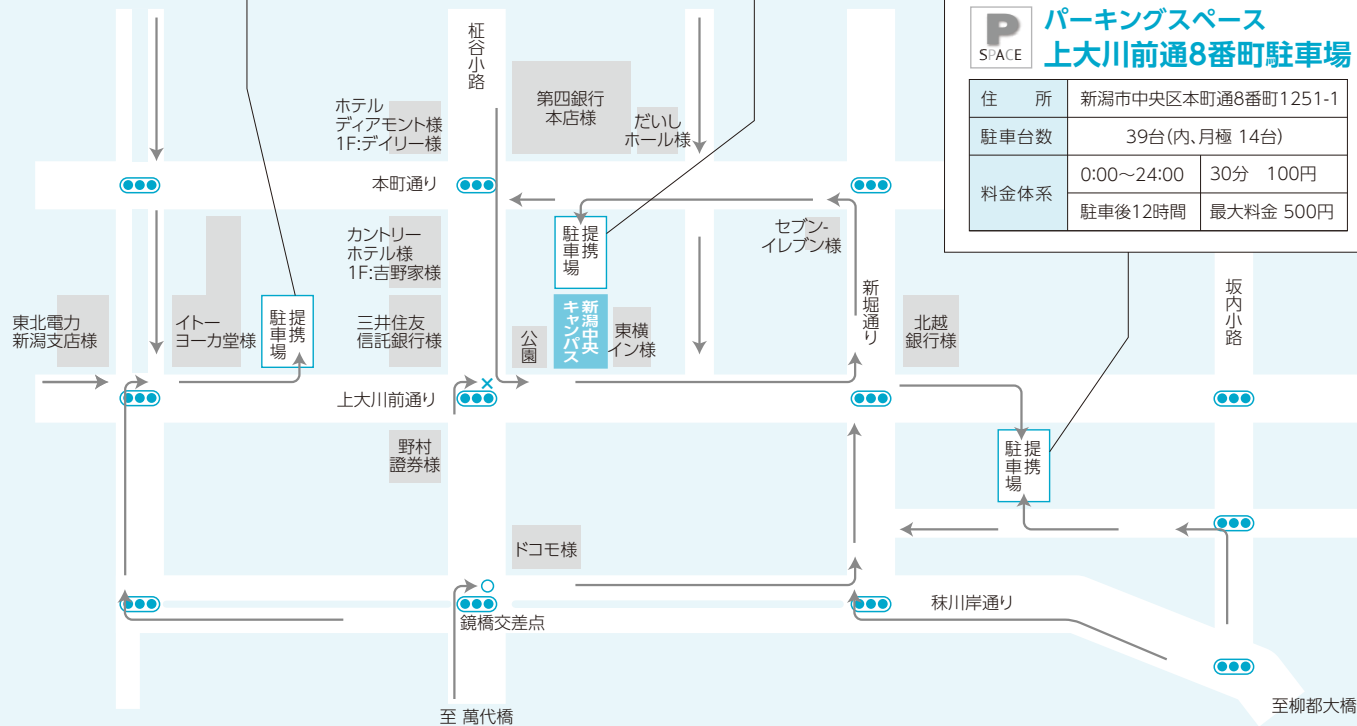 P
SPACE
パーキングスペース
上大川前通8番町駐車場
住　所
新潟市中央区本町通8番町1251-1
駐車台数
39台(内、月極 14台)
料金体系
0:00〜24:00
30分　100円
駐車後12時間
最大料金 500円
柾谷小路
ホテル
ディアモント様
1F:デイリー様
第四銀行
本店様
だいし
ホール様
本町通り
カントリー
ホテル様
1F:吉野家様
提携
駐車場
セブン-
イレブン様
新堀通り
坂内小路
東北電力
新潟支店様
イトー
ヨーカ堂様
提携
駐車場
三井住友
信託銀行様
公園
新潟中央
キャンパス
東横
イン様
北越
銀行様
上大川前通り
野村
證券様
提携
駐車場
ドコモ様
鏡橋交差点
秣川岸通り
至 萬代橋
至柳都大橋